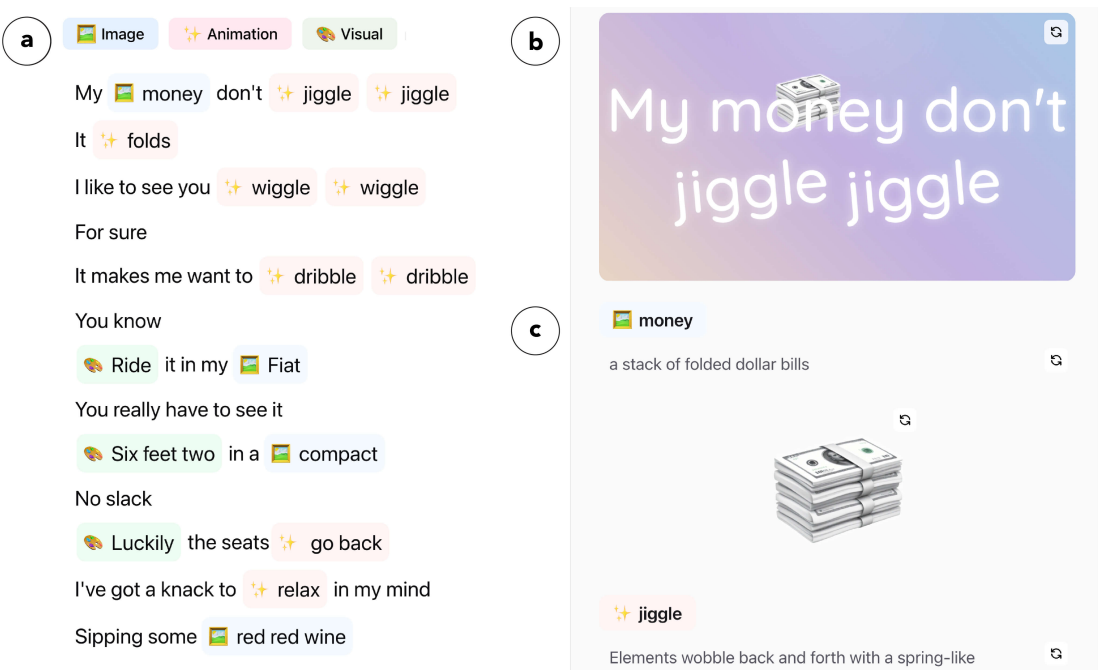 a
Image Animation Visual
My money don't jiggle jiggle
It folds
I like to see you wiggle wiggle
For sure
It makes me want to dribble dribble
You know
Ride it in my Fiat
You really have to see it
Six feet two in a compact
No slack
Luckily the seats go back
I've got a knack to relax in my mind
Sipping some red red wine
b
My money don't
jiggle jiggle
c
money
a stack of folded dollar bills
jiggle
Elements wobble back and forth with a spring-like